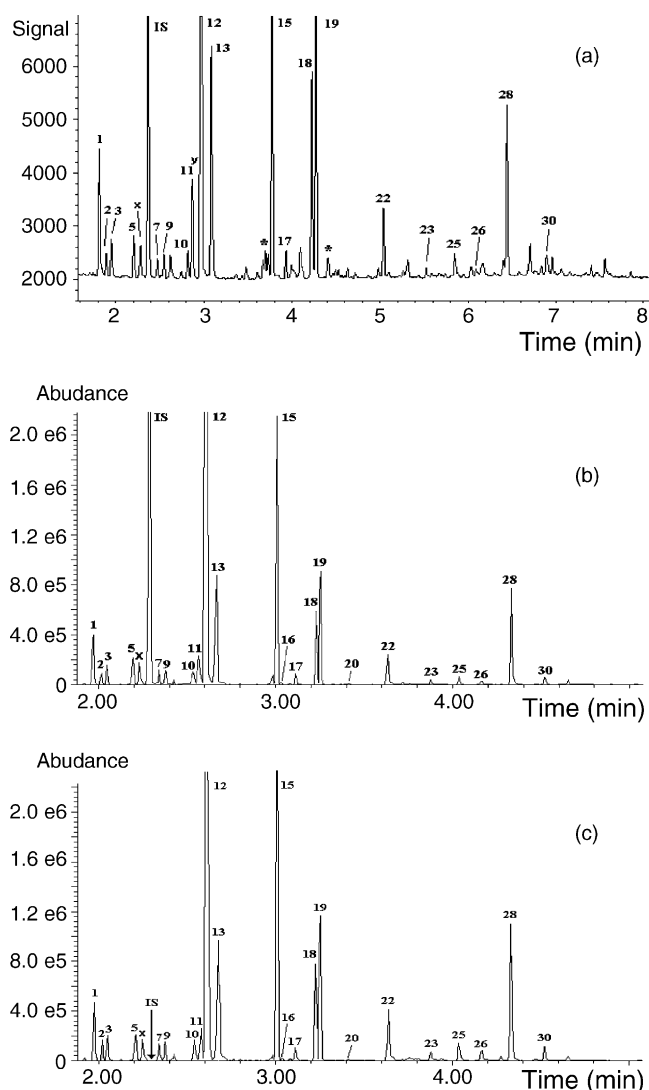 Signal
IS 12 15 19
13 (a)
6000
18
28
5000
1
4000
y
11
x
22
3000
2 3
5 7 9
10 * 17 * 23 25 26 30
2000
2 3 4 5 6 7 8
Time (min)
Abudance
IS 12 15
2.0 e6
(b)
1.6 e6
1.2 e6
13 19
28
8.0 e5
18
1
4.0 e5
11 16 22
5 x
2 3 7 9 10 17 20 23 25 26 30
0
2.00 3.00 4.00
Time (min)
Abudance
12 15
2.0 e6
(c)
1.6 e6
1.2 e6
19
28
13
8.0 e5
18
1 IS
22
4.0 e5
11 16
2 3 5 x 7 9 10 17 20 23 25 26 30
0
2.00 3.00 4.00
Time (min)